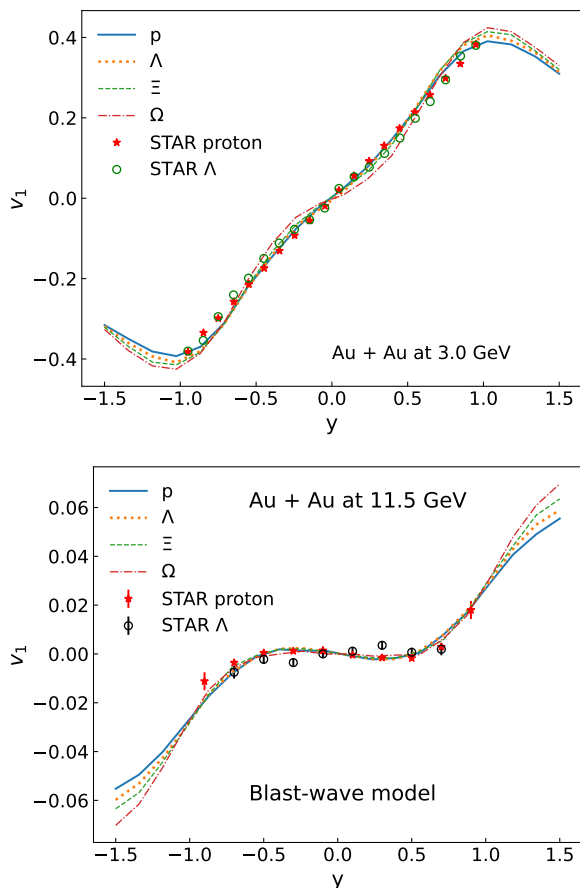 0.4
0.2
0.0
−0.2
−0.4
v1
p
Λ
Ξ
Ω
STAR proton
STAR Λ
Au + Au at 3.0 GeV
−1.5 −1.0 −0.5 0.0 0.5 1.0 1.5
y
0.06
0.04
0.02
0.00
−0.02
−0.04
−0.06
v1
p
Λ
Ξ
Ω
STAR proton
STAR Λ
Au + Au at 11.5 GeV
Blast-wave model
−1.5 −1.0 −0.5 0.0 0.5 1.0 1.5
y